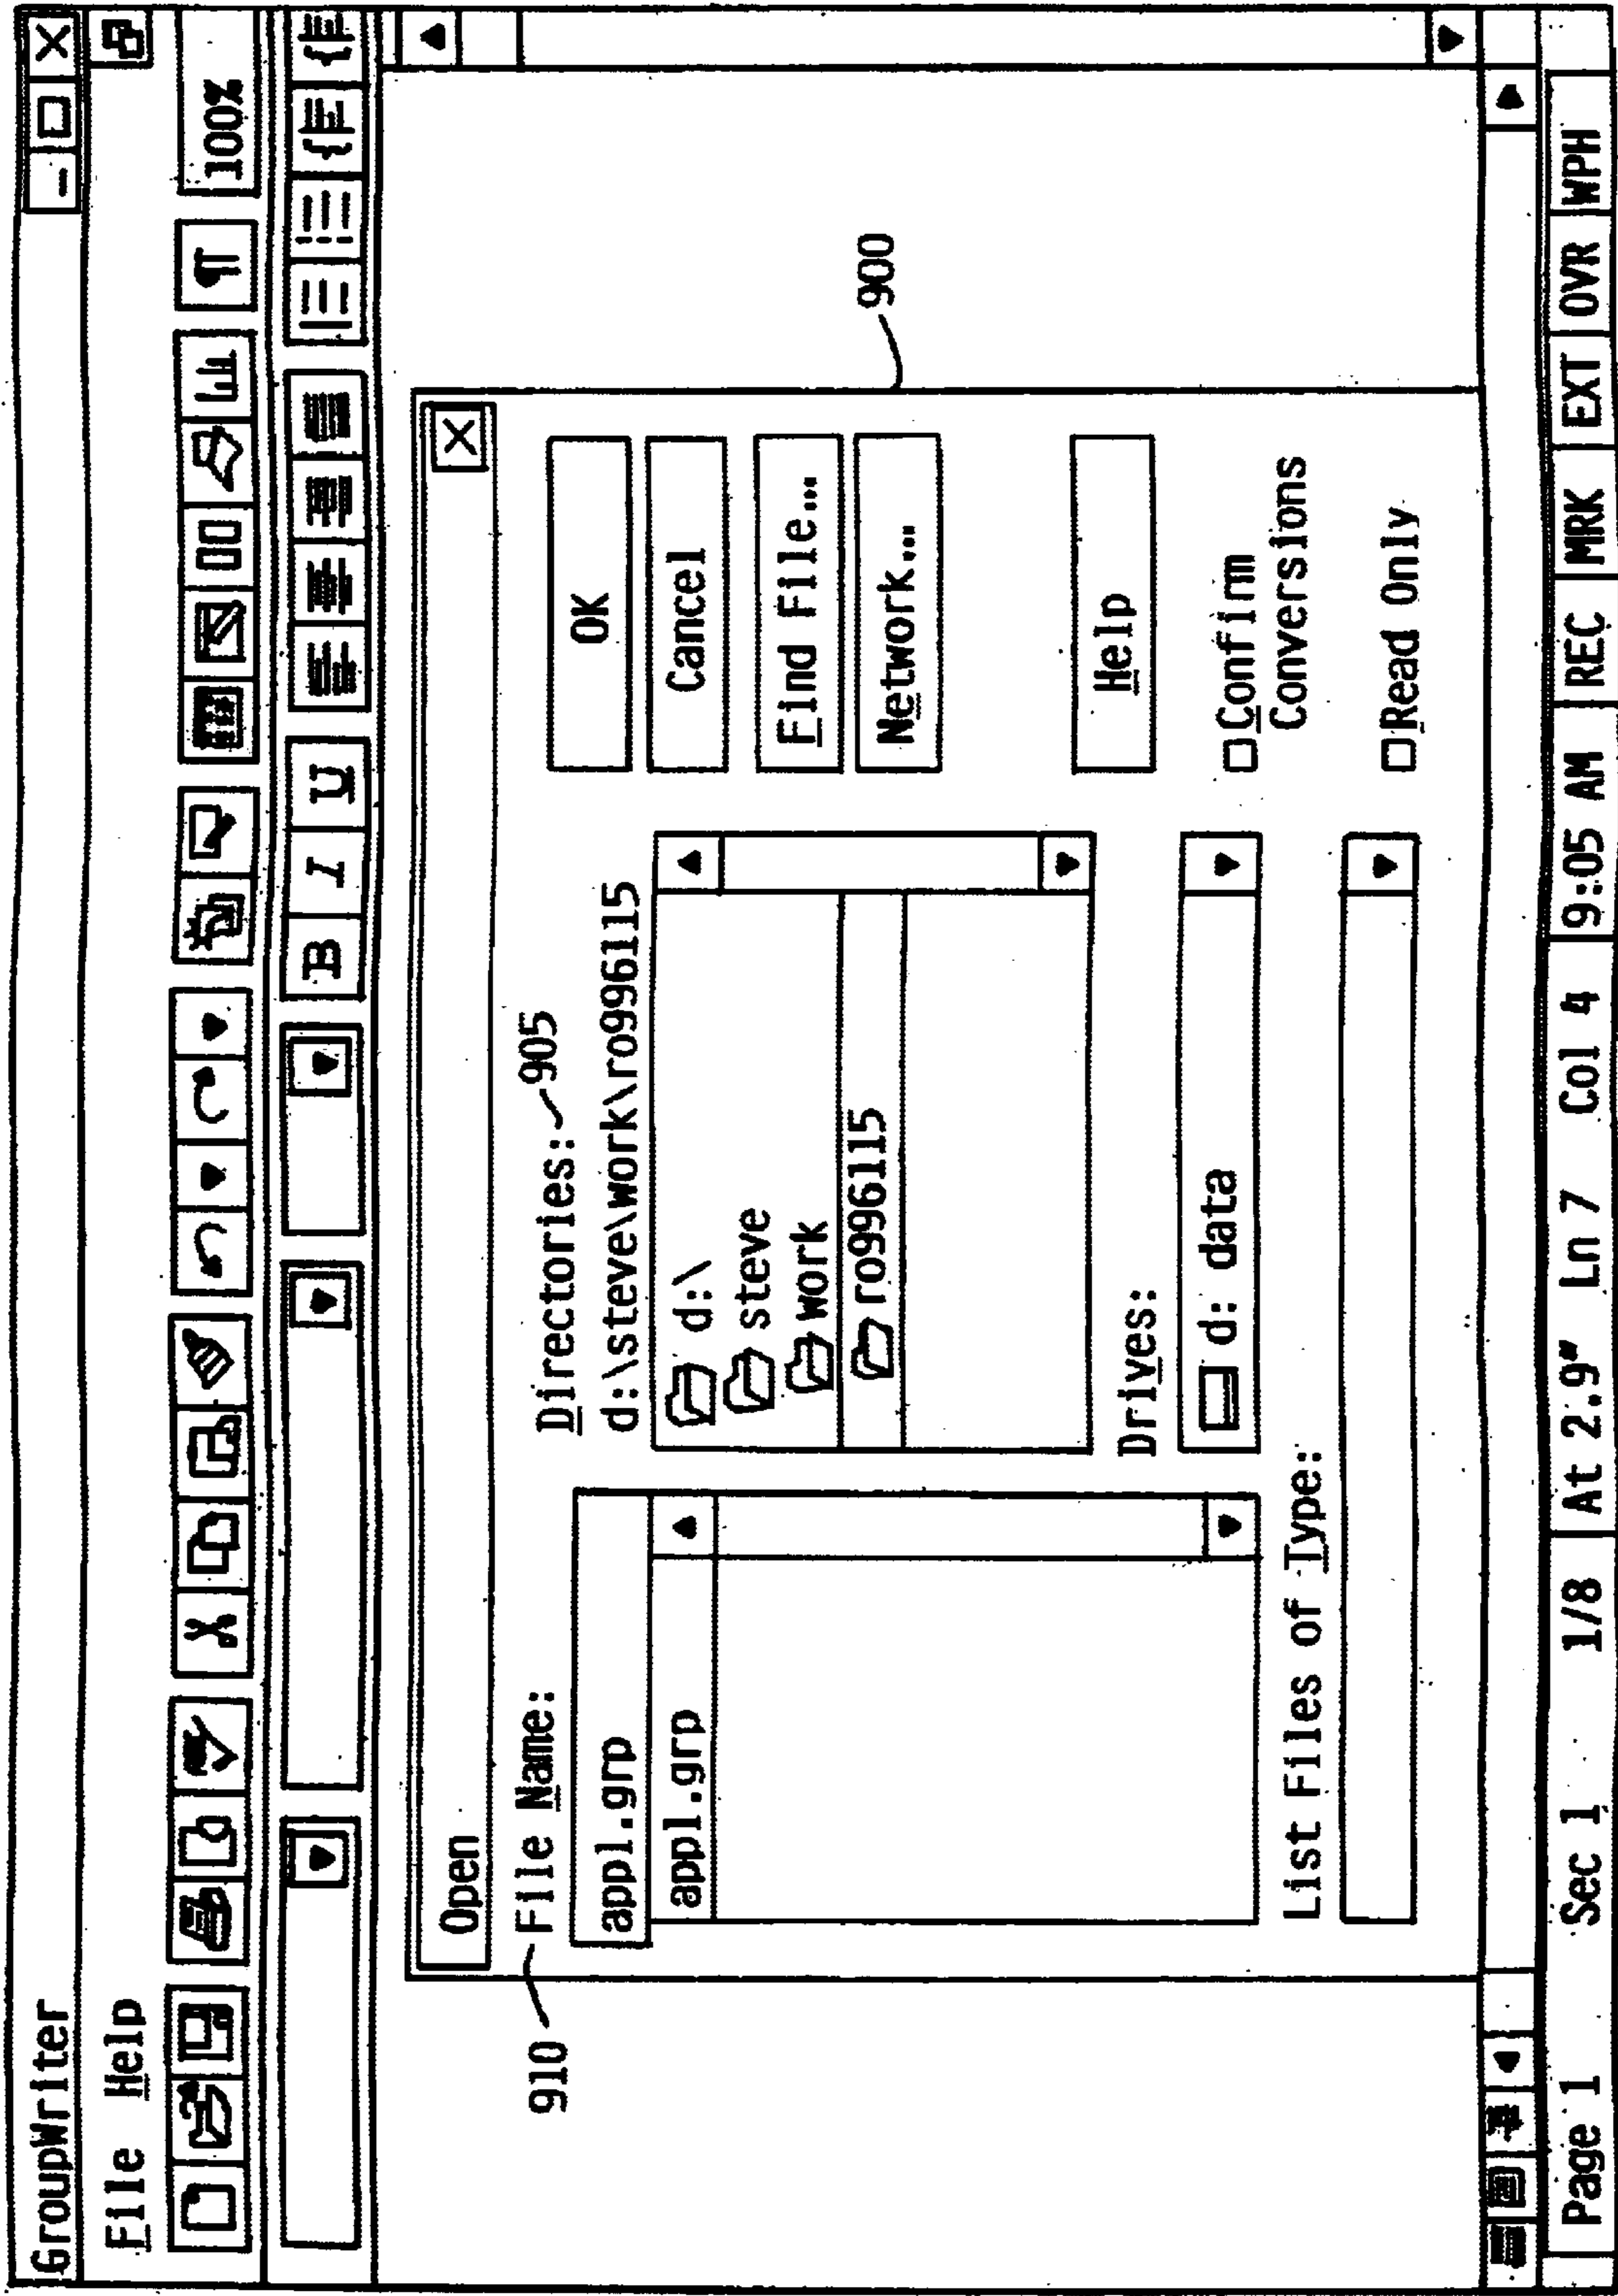 GroupWriter
File Help
100%
B I U
Open
910
File Name:
appl.grp
appl.grp
Directories:
905
d:\steve\work\ro996115
d:\
steve
work
ro996115
OK
Cancel
Find File...
Network...
Help
Confirm
Conversions
Read Only
Drives:
d: data
List Files of Type:
900
Page 1 Sec 1 1/8 At 2.9" Ln 7 Col 4 9:05 AM REC MRK EXT OVR WPH